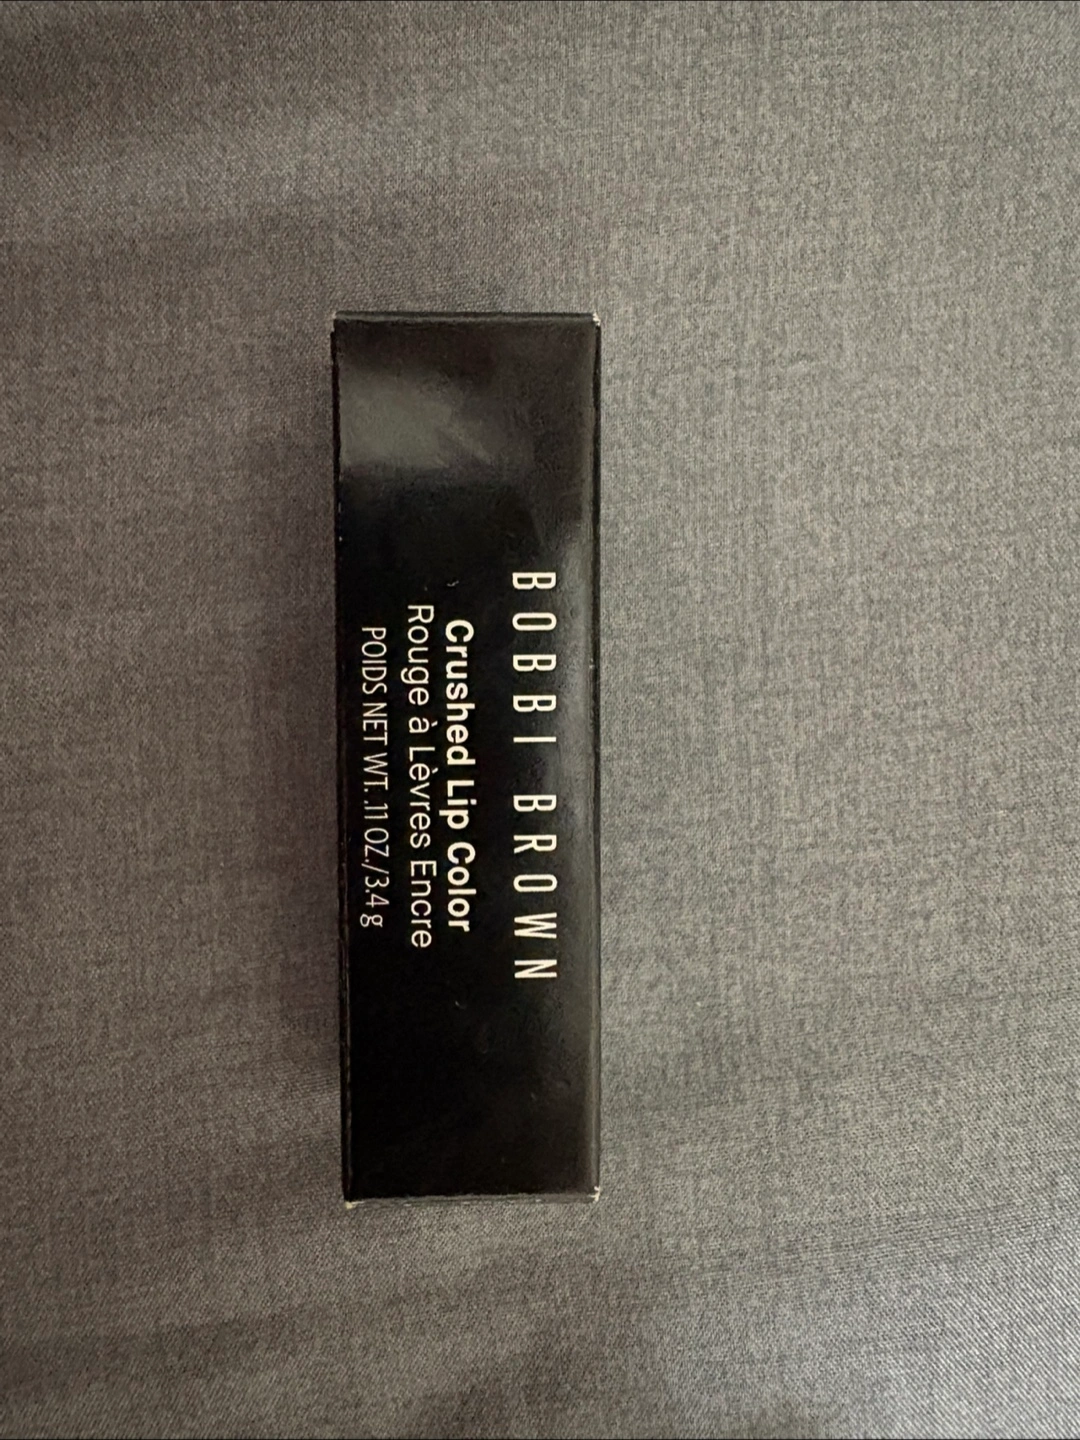 BOBBI BROWN
Crushed Lip Color
Rouge à Lèvres Encre
POIDS NET WT. .11 OZ./3.4 g